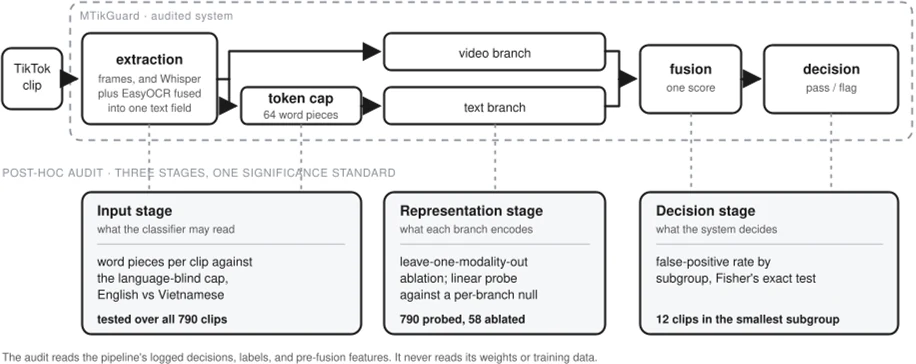 MTikGuard · audited system
TikTok
clip
extraction
frames, and Whisper
plus EasyOCR fused
into one text field
token cap
64 word pieces
video branch
text branch
fusion
one score
decision
pass / flag
POST-HOC AUDIT · THREE STAGES, ONE SIGNIFICANCE STANDARD
Input stage
what the classifier may read
word pieces per clip against
the language-blind cap,
English vs Vietnamese
tested over all 790 clips
Representation stage
what each branch encodes
leave-one-modality-out
ablation; linear probe
against a per-branch null
790 probed, 58 ablated
Decision stage
what the system decides
false-positive rate by
subgroup, Fisher's exact test
12 clips in the smallest subgroup
The audit reads the pipeline's logged decisions, labels, and pre-fusion features. It never reads its weights or training data.